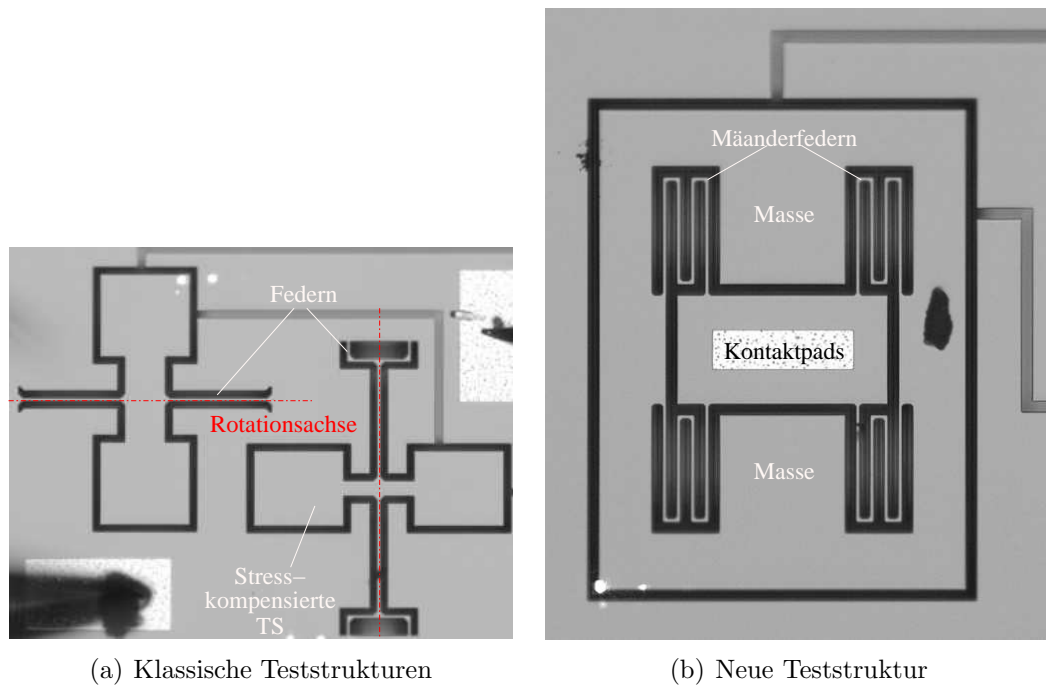 Federn
Rotationsachse
Stress–
kompensierte
TS
(a) Klassische Teststrukturen
Mäanderfedern
Masse
Kontaktpads
Masse
(b) Neue Teststruktur